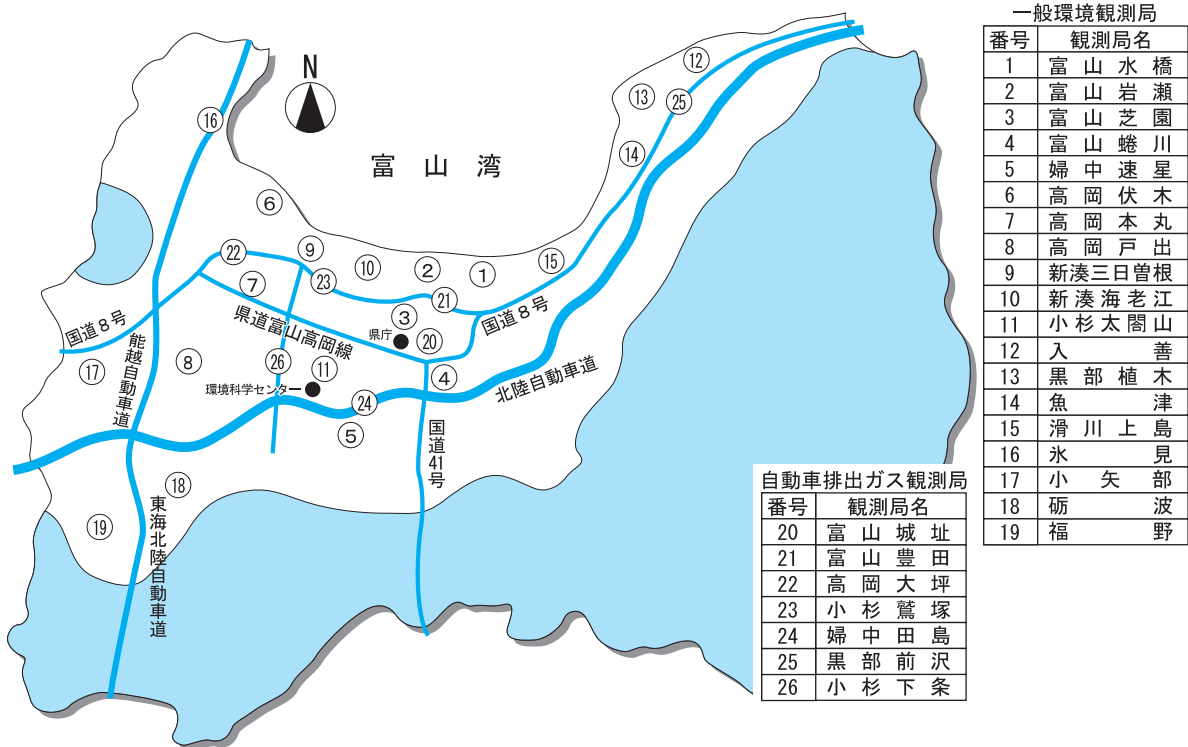 一般環境観測局
番号 観測局名
1 富山水橋
2 富山岩瀬
3 富山芝園
4 富山蜷川
5 婦中速星
6 高岡伏木
7 高岡本丸
8 高岡戸出
9 新湊三日曽根
10 新湊海老江
11 小杉太閤山
12 入善
13 黒部植木
14 魚津
15 滑川上島
16 氷見
17 小矢部
18 砺波
19 福野
N
富山湾
12
13
25
16
14
6
22
9
10
2
1
15
7
23
21
国道8号
県道富山高岡線
3
県庁
20
国道8号
能越自動車道
17
8
26
11
4
環境科学センター
24
北陸自動車道
5
国道41号
18
19
東海北陸自動車道
自動車排出ガス観測局
番号 観測局名
20 富山城址
21 富山豊田
22 高岡大坪
23 小杉鷲塚
24 婦中田島
25 黒部前沢
26 小杉下条